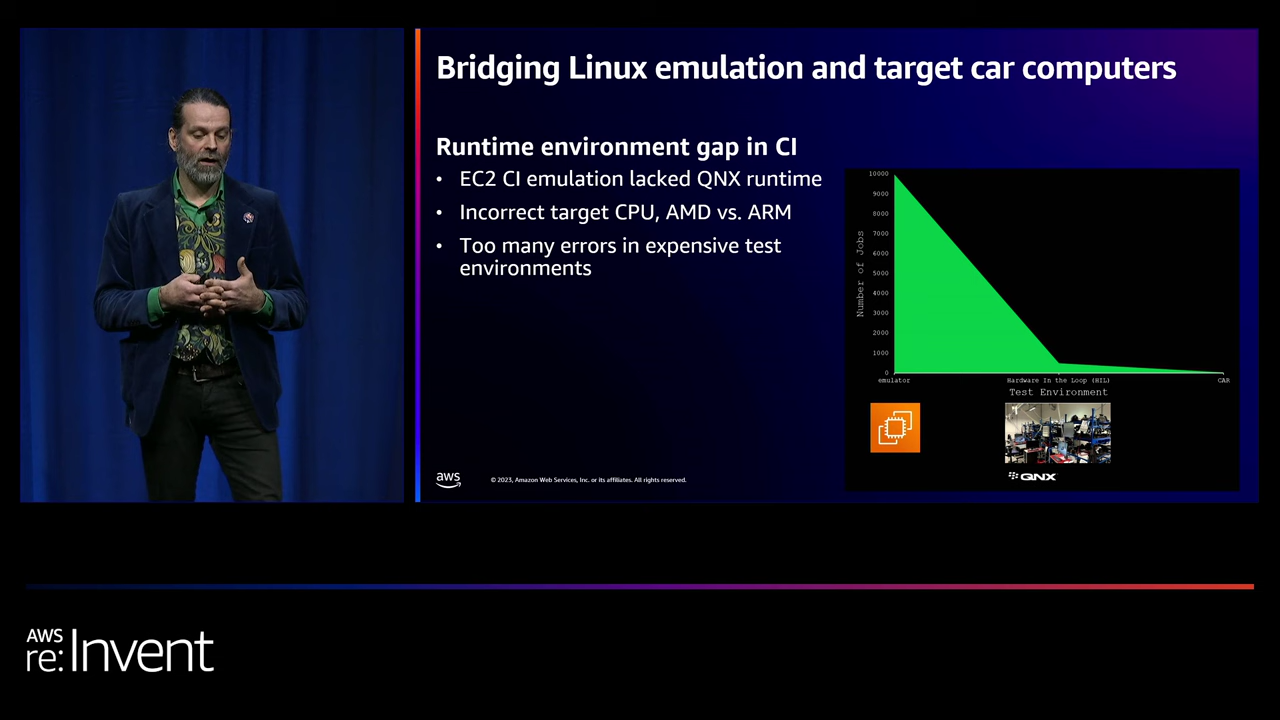 Bridging Linux emulation and target car computers
Runtime environment gap in CI
• EC2 CI emulation lacked QNX runtime
• Incorrect target CPU, AMD vs. ARM
• Too many errors in expensive test
environments
10000
9000
8000
7000
6000
5000
4000
3000
2000
1000
0
Number of Jobs
emulator
Hardware In the Loop (HIL)
CAR
Test Environment
QNX
aws
© 2023, Amazon Web Services, Inc. or its affiliates. All rights reserved.
AWS
re:Invent